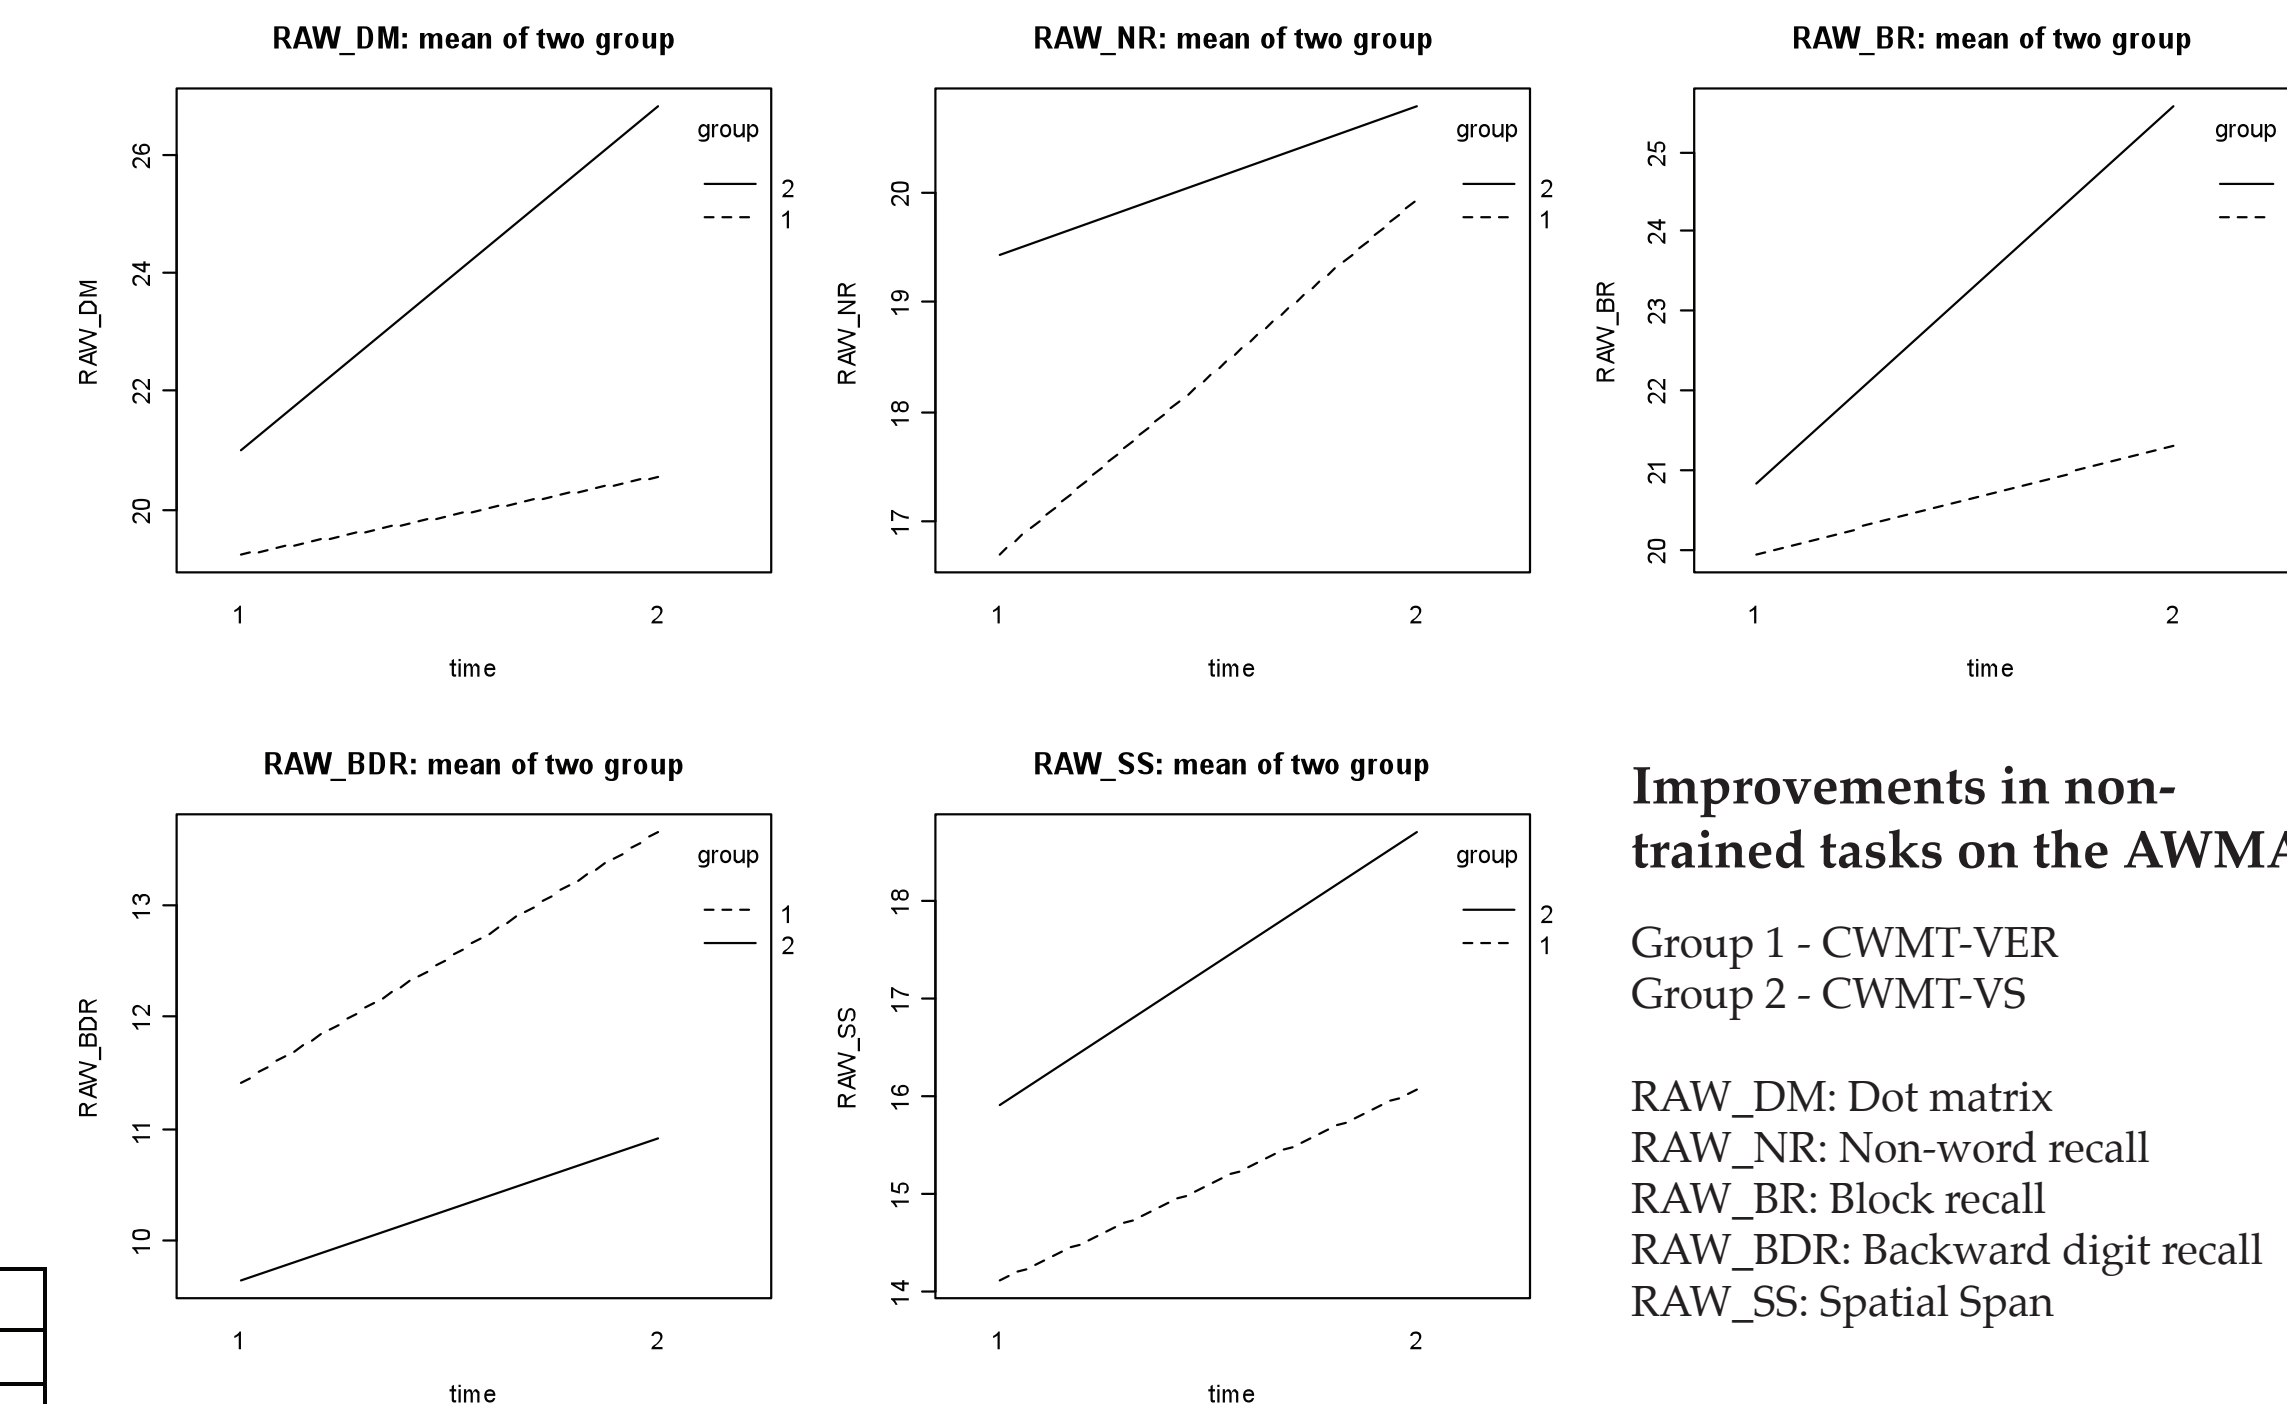 RAW_DM: mean of two group
RAW_DM
26
24
22
20
group
2
1
1 2
time
RAW_NR: mean of two group
RAW_NR
20
19
18
17
group
2
1
1 2
time
RAW_BR: mean of two group
RAW_BR
25
24
23
22
21
20
group
1 2
time
RAW_BDR: mean of two group
RAW_BDR
13
12
11
10
group
1
2
1 2
time
RAW_SS: mean of two group
RAW_SS
18
17
16
15
14
group
2
1
1 2
time
Improvements in non-
trained tasks on the AWMA
Group 1 - CWMT-VER
Group 2 - CWMT-VS
RAW_DM: Dot matrix
RAW_NR: Non-word recall
RAW_BR: Block recall
RAW_BDR: Backward digit recall
RAW_SS: Spatial Span